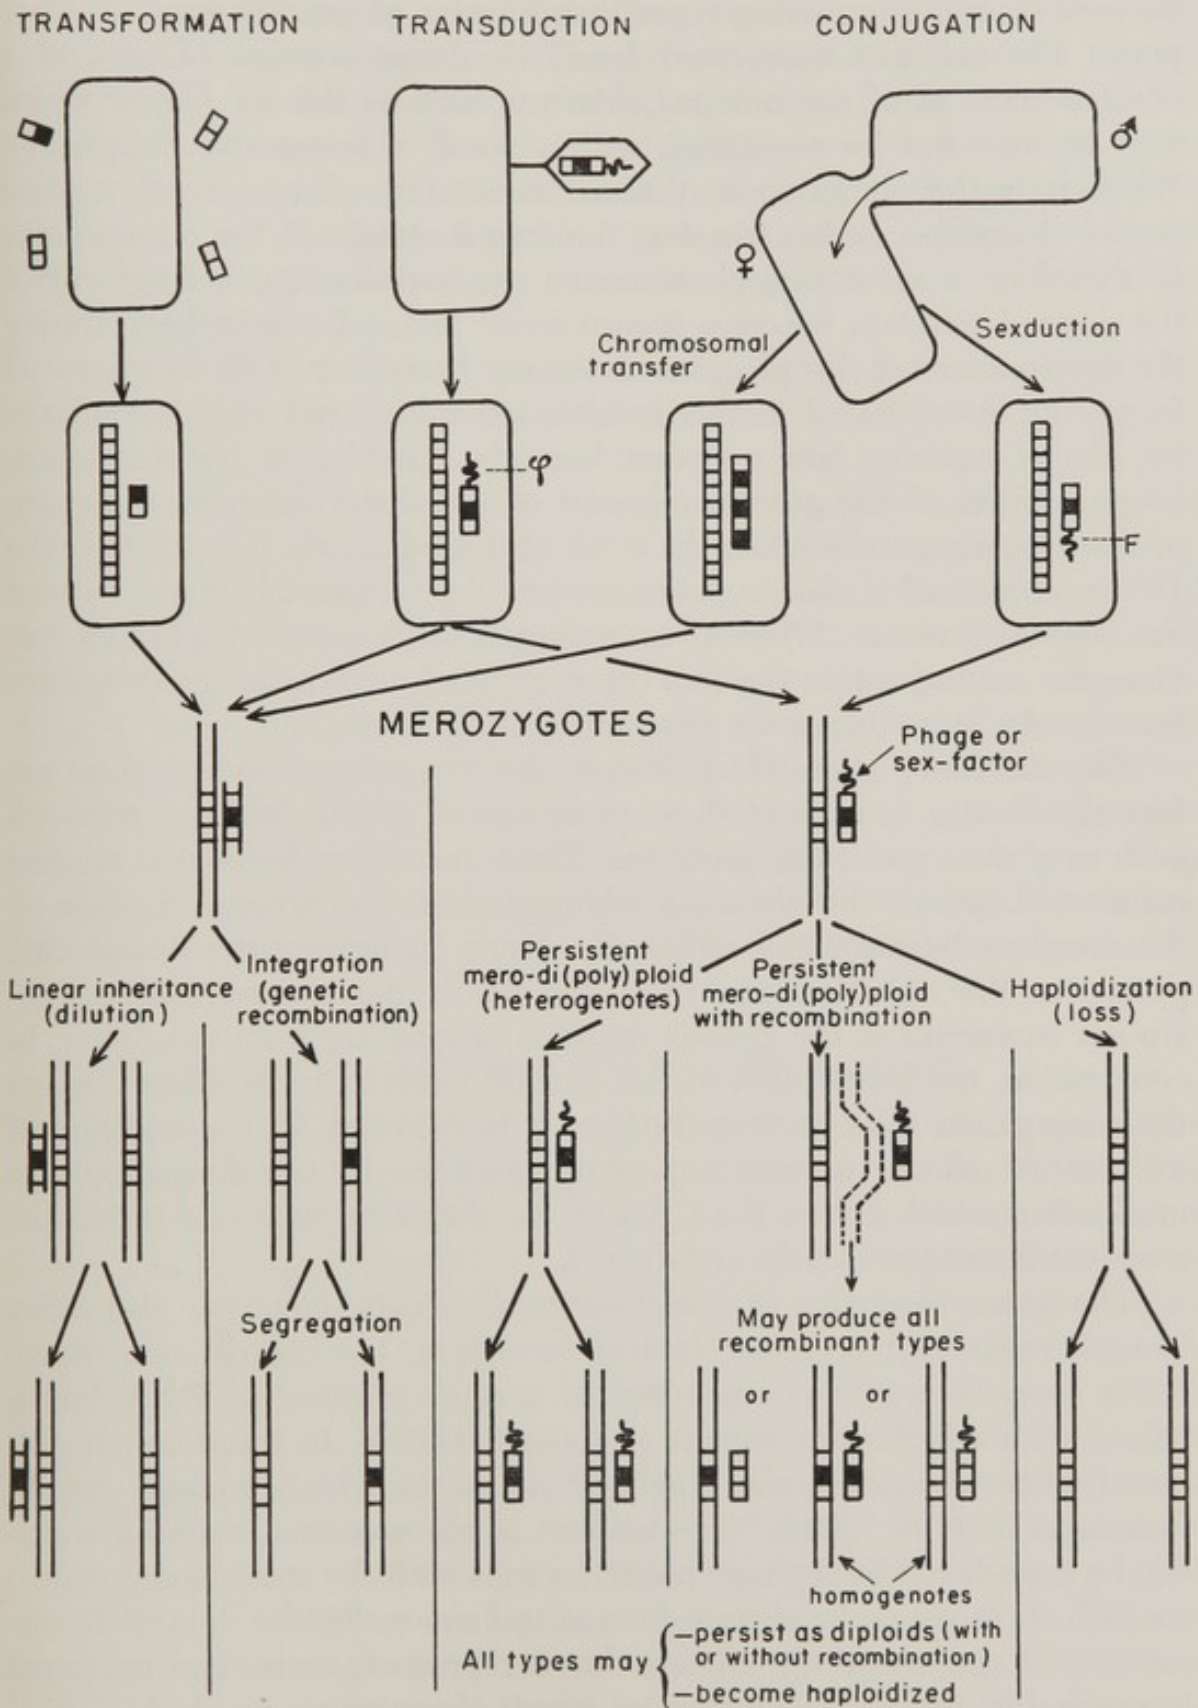 TRANSFORMATION
TRANSDUCTION
CONJUGATION
♂
♀
Chromosomal
transfer
Sexduction
φ
F
MEROZYGOTES
Phage or
sex-factor
Linear inheritance
(dilution)
Integration
(genetic
recombination)
Persistent
mero-di(poly)ploid
(heterogenotes)
Persistent
mero-di(poly)ploid
with recombination
Haploidization
(loss)
Segregation
May produce all
recombinant types
or
or
homogenotes
All types may
—persist as diploids (with
or without recombination)
—become haploidized